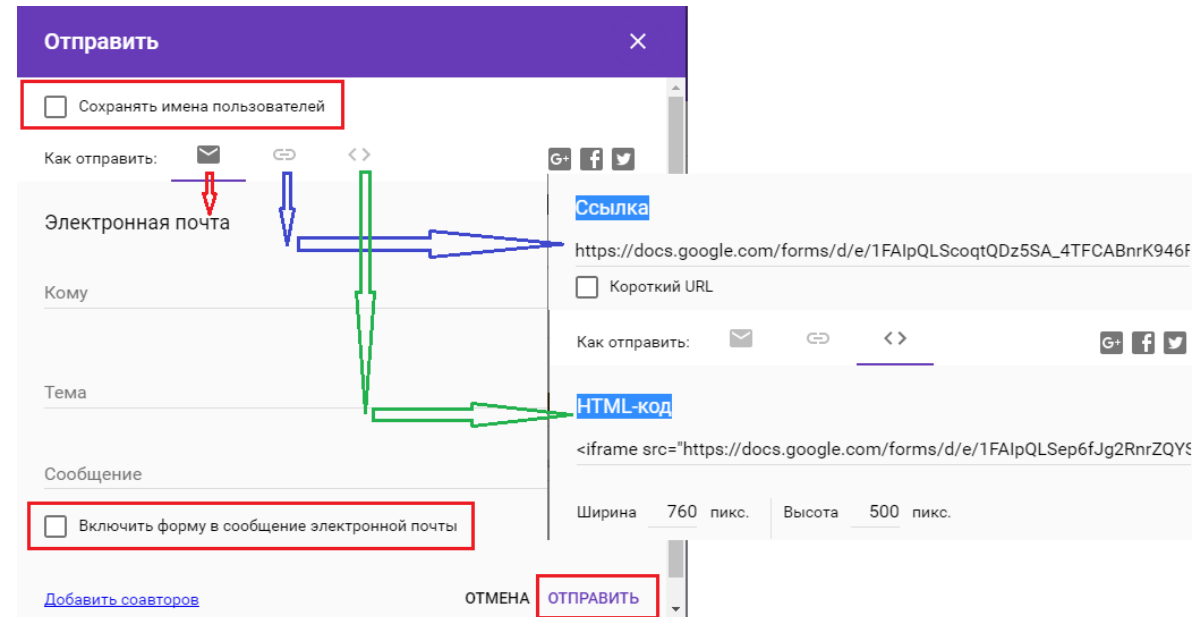 Отправить
Сохранять имена пользователей
Как отправить:
G+
Электронная почта
Кому
Тема
Сообщение
Включить форму в сообщение электронной почты
Добавить соавторов
ОТМЕНА ОТПРАВИТЬ
Ссылка
https://docs.google.com/forms/d/e/1FAIpQLScoqtQDz5SA_4TFCABnrK946F
Короткий URL
Как отправить:
G+
HTML-код
<iframe src="https://docs.google.com/forms/d/e/1FAIpQLSep6fJg2RnrZQYS
Ширина 760 пикс. Высота 500 пикс.